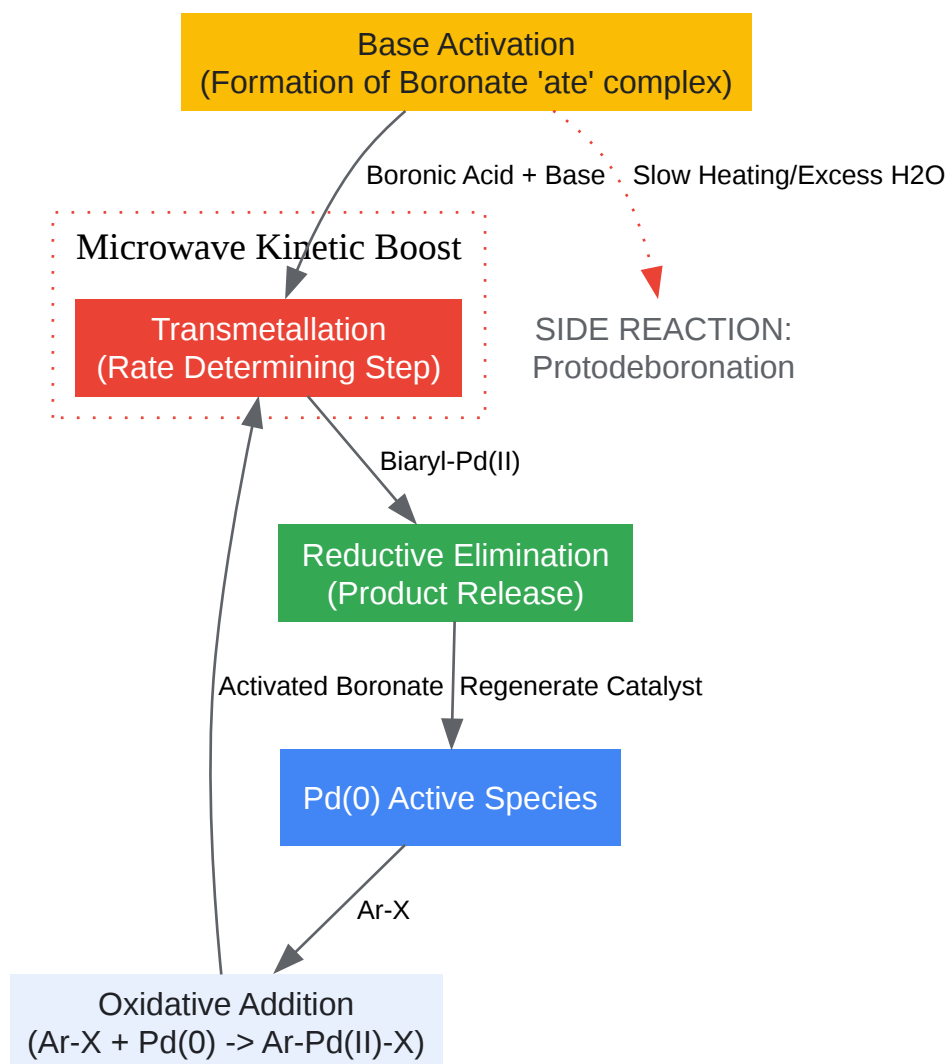 Base Activation
(Formation of Boronate 'ate' complex)
Boronic Acid + Base
Slow Heating/Excess H2O
Microwave Kinetic Boost
Transmetallation
(Rate Determining Step)
SIDE REACTION:
Protodeboronation
Biaryl-Pd(II)
Reductive Elimination
(Product Release)
Activated Boronate
Regenerate Catalyst
Pd(0) Active Species
Ar-X
Oxidative Addition
(Ar-X + Pd(0) -> Ar-Pd(II)-X)